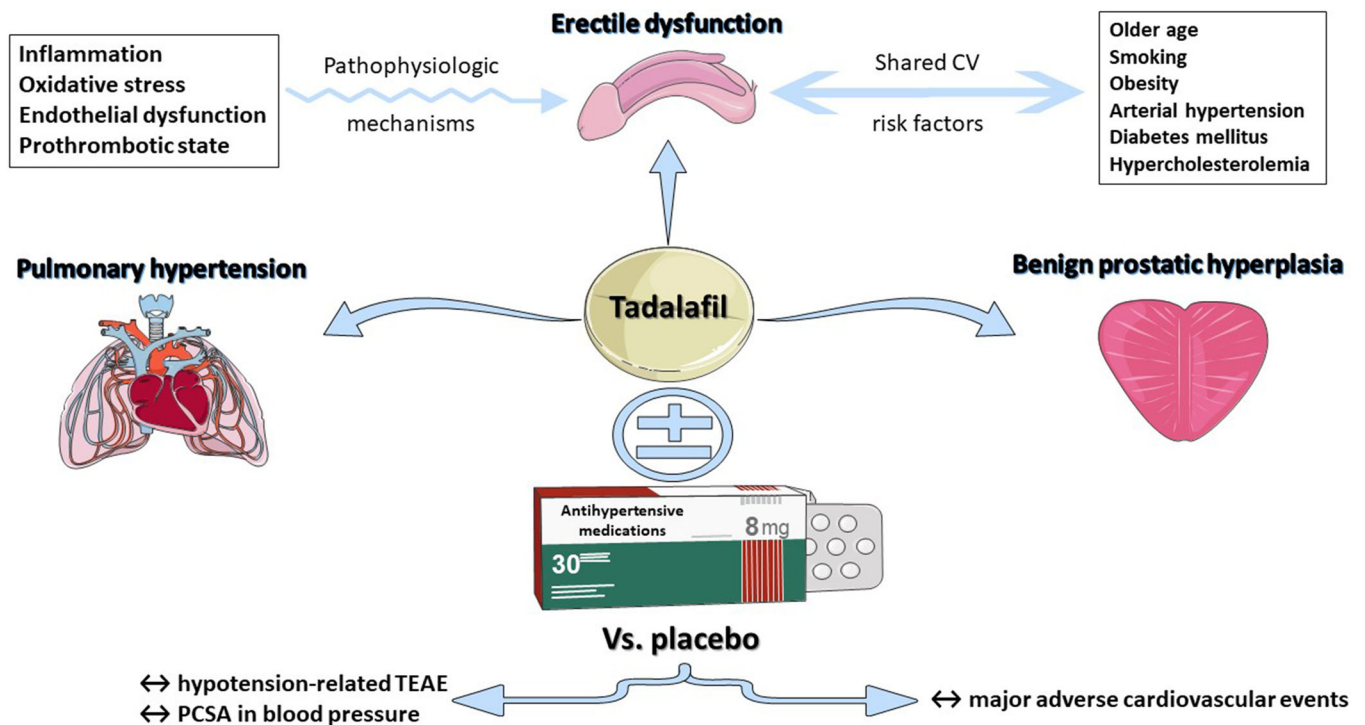 Erectile dysfunction
Inflammation
Oxidative stress
Endothelial dysfunction
Prothrombotic state
Pathophysiologic
mechanisms
Shared CV
risk factors
Older age
Smoking
Obesity
Arterial hypertension
Diabetes mellitus
Hypercholesterolemia
Pulmonary hypertension
Tadalafil
Benign prostatic hyperplasia
±
Antihypertensive
medications
8 mg
30
Vs. placebo
↔ hypotension-related TEAE
↔ PCSA in blood pressure
↔ major adverse cardiovascular events